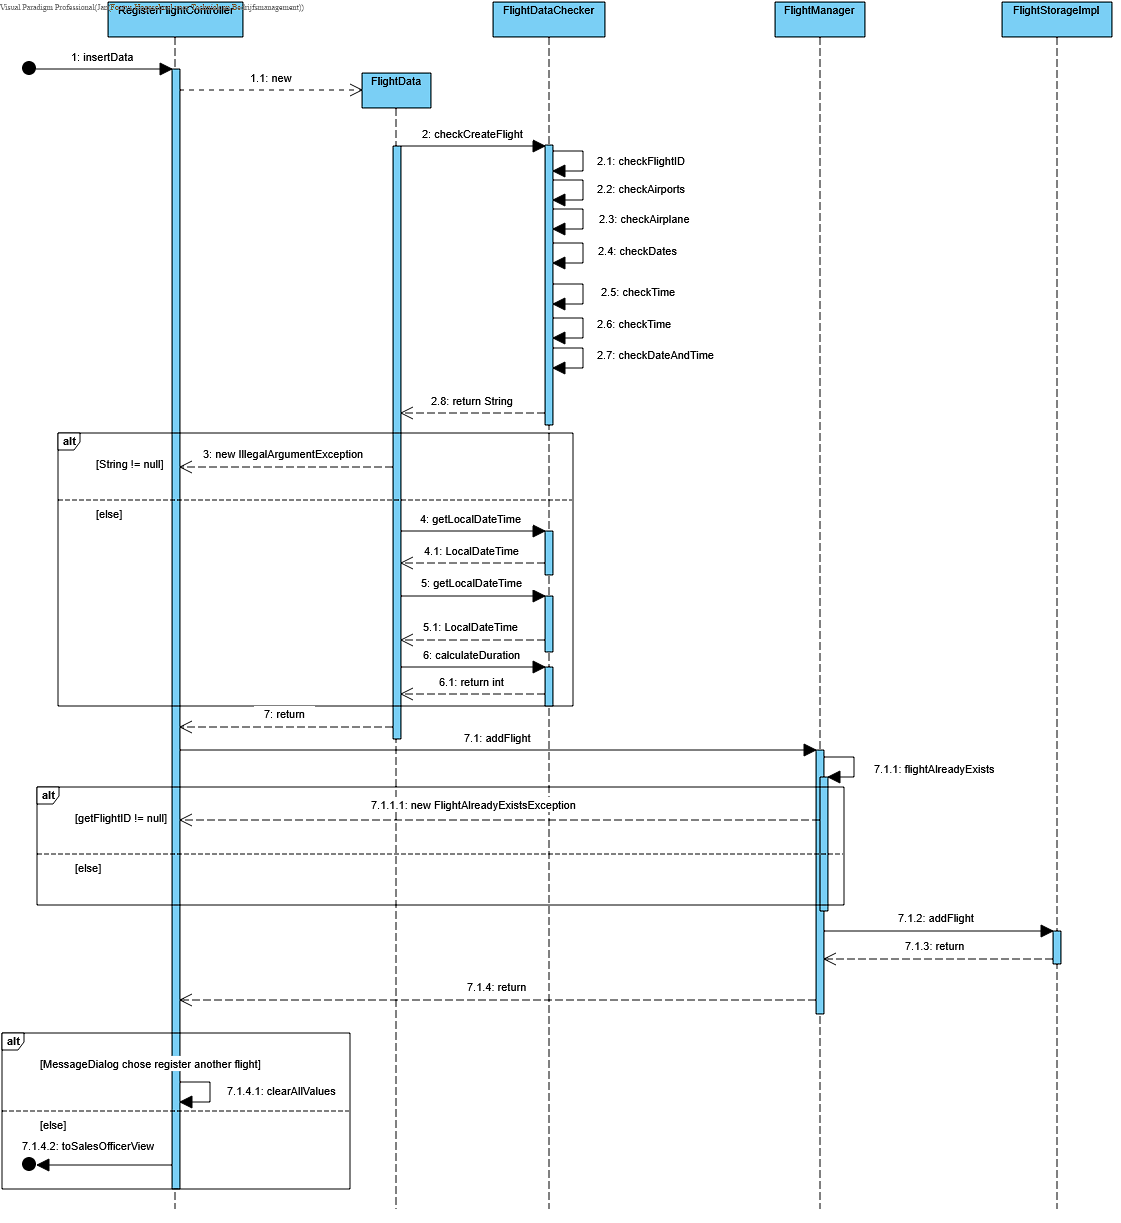 Visual Paradigm Professional(Jan
Bedrijfsmanagement))
RegisterFlightController
FlightDataChecker
FlightManager
FlightStorageImpl
1: insertData
1.1: new
FlightData
2: checkCreateFlight
2.1: checkFlightID
2.2: checkAirports
2.3: checkAirplane
2.4: checkDates
2.5: checkTime
2.6: checkTime
2.7: checkDateAndTime
2.8: return String
alt
3: new IllegalArgumentException
[String != null]
[else]
4: getLocalDateTime
4.1: LocalDateTime
5: getLocalDateTime
5.1: LocalDateTime
6: calculateDuration
6.1: return int
7: return
7.1: addFlight
7.1.1: flightAlreadyExists
alt
7.1.1.1: new FlightAlreadyExistsException
[getFlightID != null]
[else]
7.1.2: addFlight
7.1.3: return
7.1.4: return
alt
[MessageDialog chose register another flight]
7.1.4.1: clearAllValues
[else]
7.1.4.2: toSalesOfficerView